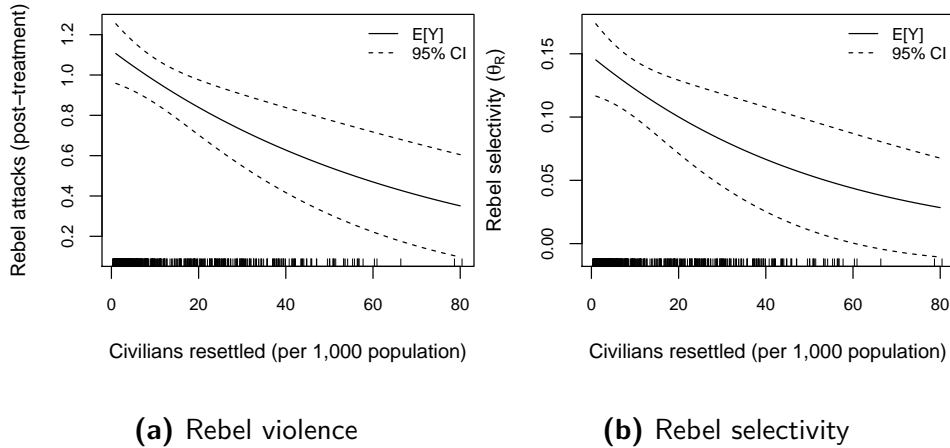 Rebel attacks (post−treatment)
0.2 0.4 0.6 0.8 1.0 1.2
E[Y]
95% CI
0 20 40 60 80
Civilians resettled (per 1,000 population)
(a) Rebel violence
Rebel selectivity (θR)
0.00 0.05 0.10 0.15
E[Y]
95% CI
0 20 40 60 80
Civilians resettled (per 1,000 population)
(b) Rebel selectivity